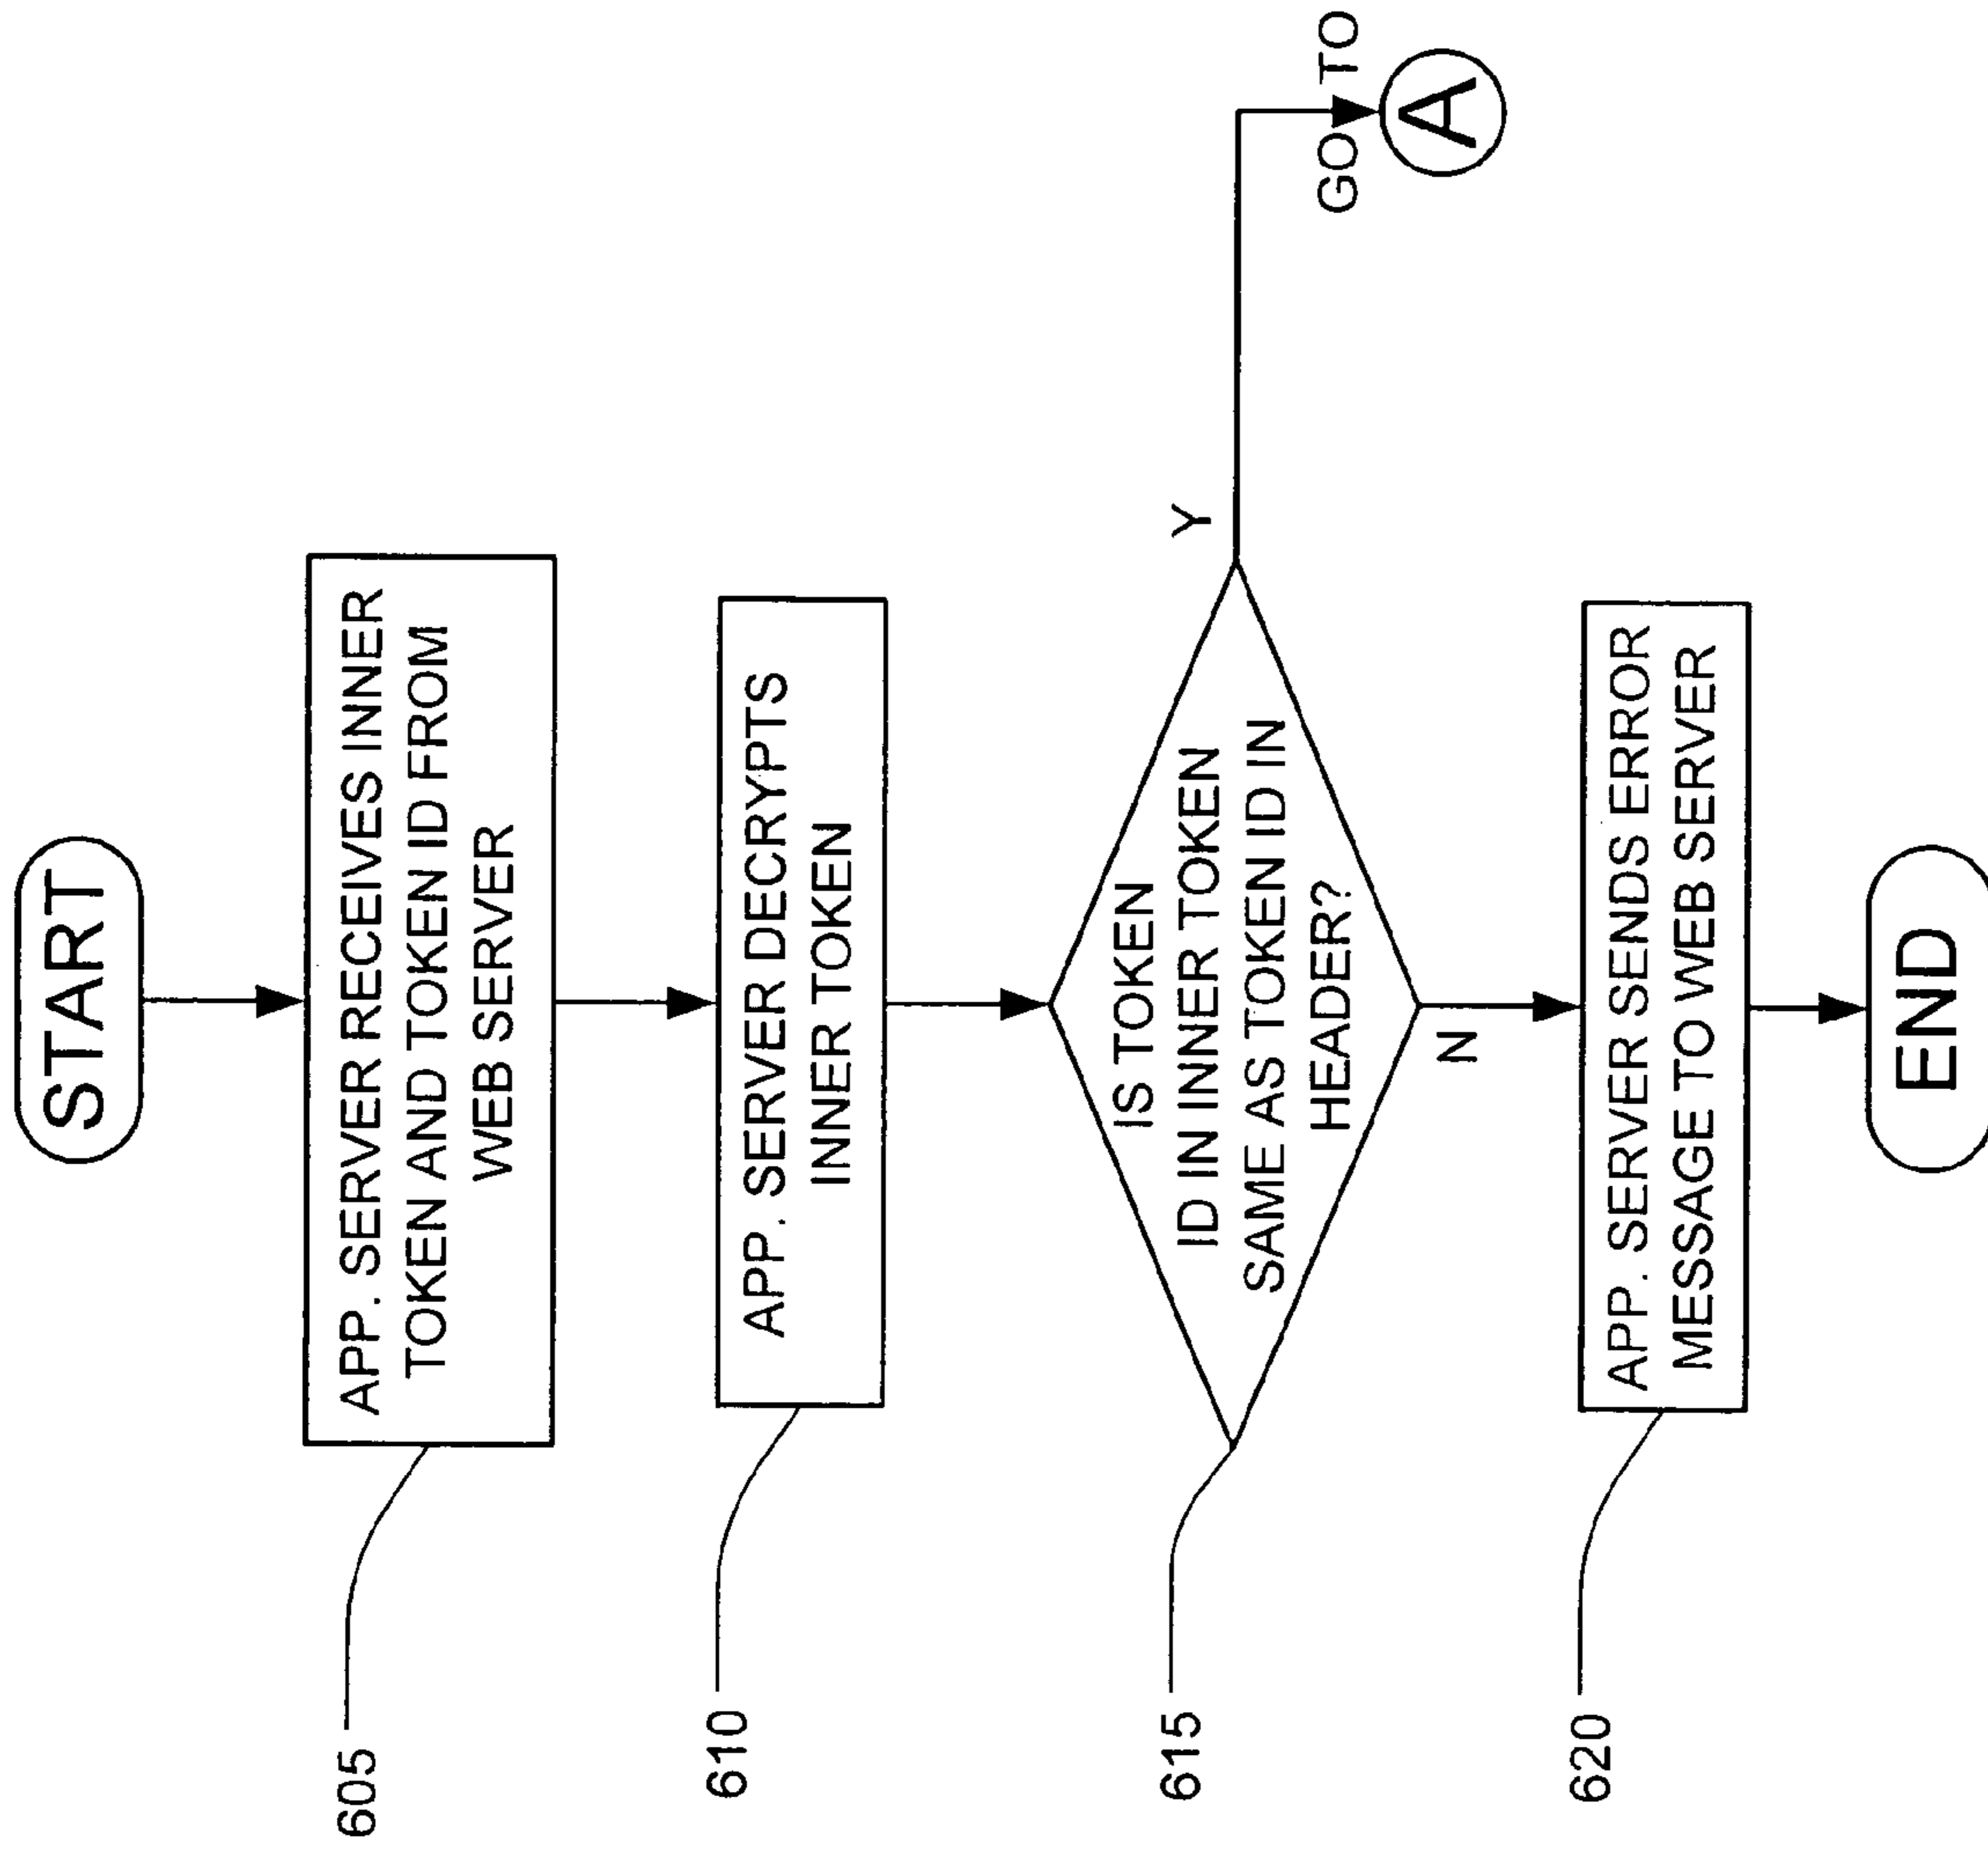 START
605
APP. SERVER RECEIVES INNER
TOKEN AND TOKEN ID FROM
WEB SERVER
610
APP. SERVER DECRYPTS
INNER TOKEN
615
IS TOKEN
ID IN INNER TOKEN
SAME AS TOKEN ID IN
HEADER?
Y
GO TO
A
N
620
APP. SERVER SENDS ERROR
MESSAGE TO WEB SERVER
END